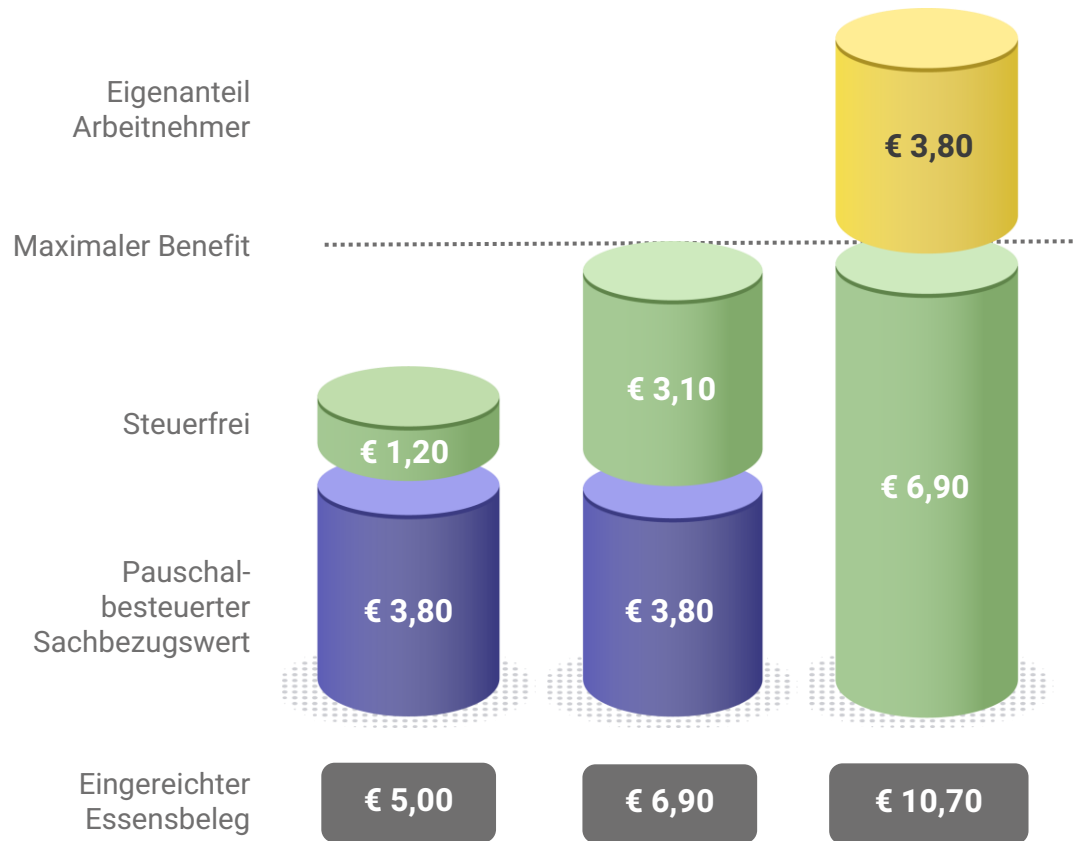 Eigenanteil
Arbeitnehmer
€ 3,80
Maximaler Benefit
Steuerfrei
€ 1,20
€ 3,10
€ 6,90
Pauschal-
besteuerter
Sachbezugswert
€ 3,80
€ 3,80
Eingereichter
Essensbeleg
€ 5,00
€ 6,90
€ 10,70